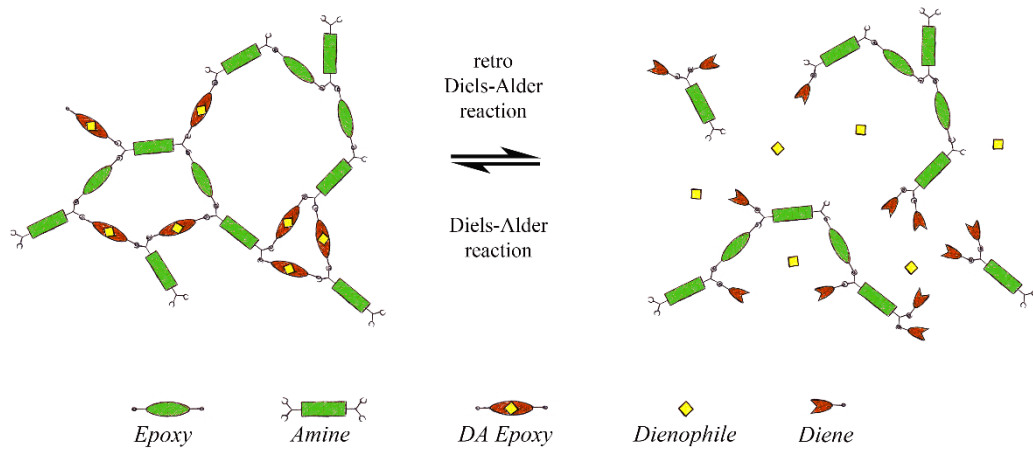 retro
Diels-Alder
reaction
Diels-Alder
reaction
Epoxy
Amine
DA Epoxy
Dienophile
Diene